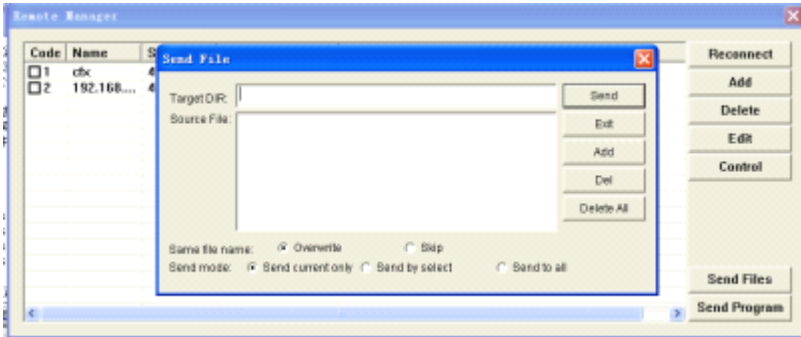 Remote Manager
Code Name S
1 cfx 4
2 192.168.... 4
Send File
Target DIR:
Source File:
Send
Exit
Add
Del
Delete All
Same file name: Overwrite Skip
Send mode: Send current only Send by select Send to all
Reconnect
Add
Delete
Edit
Control
Send Files
Send Program